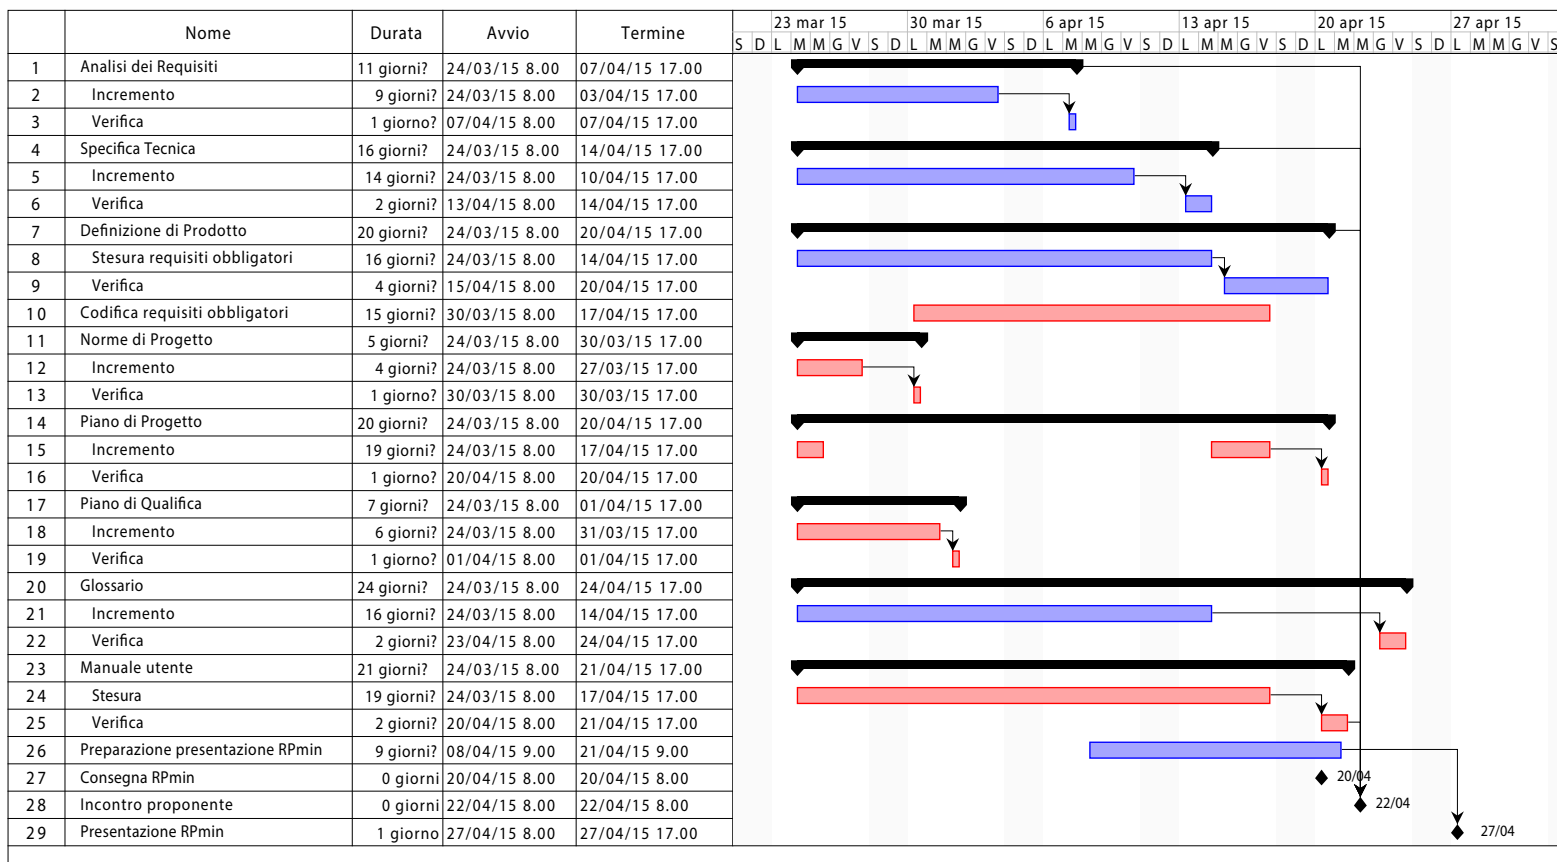 23 mar 15 30 mar 15 6 apr 15 13 apr 15 20 apr 15 27 apr 15
Nome Durata Avvio Termine
S D L M M G V S D L M M G V S D L M M G V S D L M M G V S D L M M G V S D L M M G V S
1 Analisi dei Requisiti 11 giorni? 24/03/15 8.00 07/04/15 17.00
2 Incremento 9 giorni? 24/03/15 8.00 03/04/15 17.00
3 Verifica 1 giorno? 07/04/15 8.00 07/04/15 17.00
4 Specifica Tecnica 16 giorni? 24/03/15 8.00 14/04/15 17.00
5 Incremento 14 giorni? 24/03/15 8.00 10/04/15 17.00
6 Verifica 2 giorni? 13/04/15 8.00 14/04/15 17.00
7 Definizione di Prodotto 20 giorni? 24/03/15 8.00 20/04/15 17.00
8 Stesura requisiti obbligatori 16 giorni? 24/03/15 8.00 14/04/15 17.00
9 Verifica 4 giorni? 15/04/15 8.00 20/04/15 17.00
10 Codifica requisiti obbligatori 15 giorni? 30/03/15 8.00 17/04/15 17.00
11 Norme di Progetto 5 giorni? 24/03/15 8.00 30/03/15 17.00
12 Incremento 4 giorni? 24/03/15 8.00 27/03/15 17.00
13 Verifica 1 giorno? 30/03/15 8.00 30/03/15 17.00
14 Piano di Progetto 20 giorni? 24/03/15 8.00 20/04/15 17.00
15 Incremento 19 giorni? 24/03/15 8.00 17/04/15 17.00
16 Verifica 1 giorno? 20/04/15 8.00 20/04/15 17.00
17 Piano di Qualifica 7 giorni? 24/03/15 8.00 01/04/15 17.00
18 Incremento 6 giorni? 24/03/15 8.00 31/03/15 17.00
19 Verifica 1 giorno? 01/04/15 8.00 01/04/15 17.00
20 Glossario 24 giorni? 24/03/15 8.00 24/04/15 17.00
21 Incremento 16 giorni? 24/03/15 8.00 14/04/15 17.00
22 Verifica 2 giorni? 23/04/15 8.00 24/04/15 17.00
23 Manuale utente 21 giorni? 24/03/15 8.00 21/04/15 17.00
24 Stesura 19 giorni? 24/03/15 8.00 17/04/15 17.00
25 Verifica 2 giorni? 20/04/15 8.00 21/04/15 17.00
26 Preparazione presentazione RPmin 9 giorni? 08/04/15 9.00 21/04/15 9.00
27 Consegna RPmin 0 giorni 20/04/15 8.00 20/04/15 8.00 20/04
28 Incontro proponente 0 giorni 22/04/15 8.00 22/04/15 8.00 22/04
29 Presentazione RPmin 1 giorno 27/04/15 8.00 27/04/15 17.00 27/04